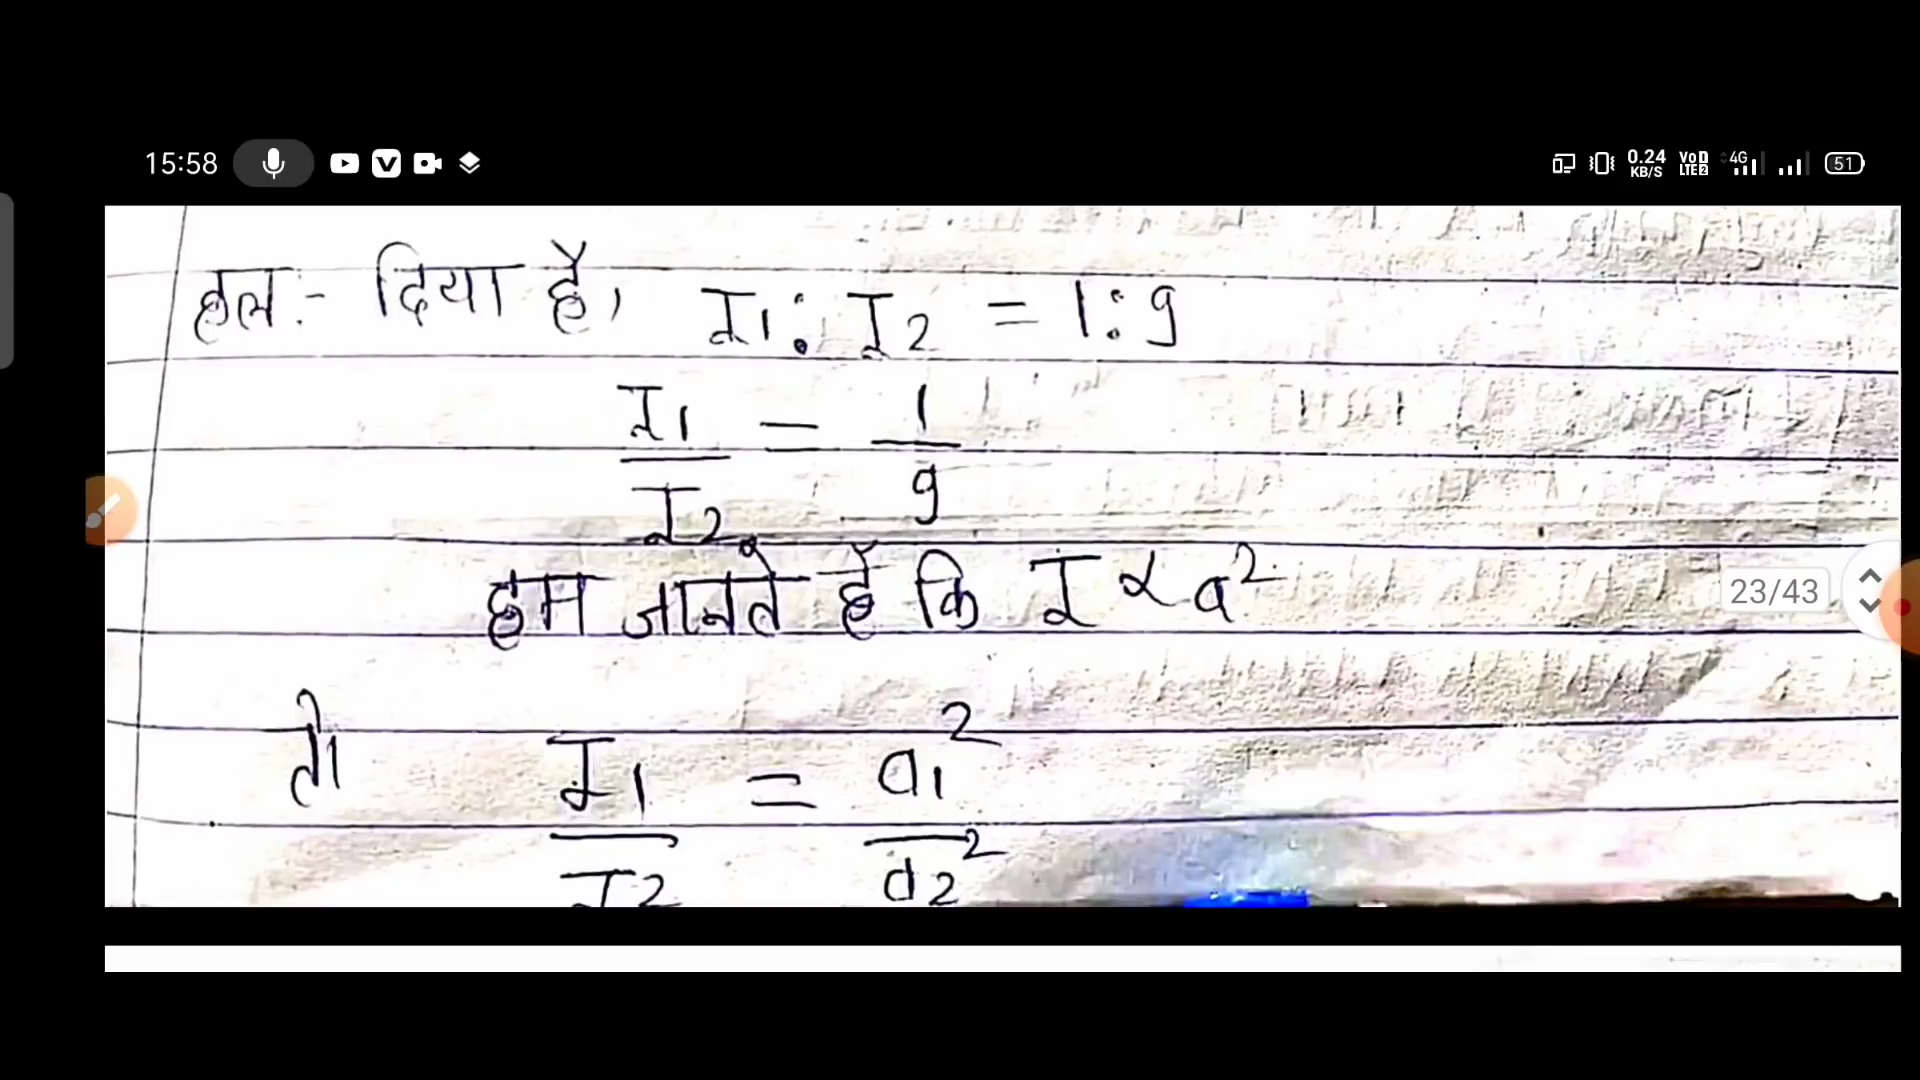 15:58 0.24 KB/S VoD LTE2 4G 51
हल:- दिया है, I₁ : I₂ = 1:9
I₁/I₂ = 1/9
हम जानते हैं कि I ∝ a²
23/43
तो I₁/I₂ = a₁²/a₂²